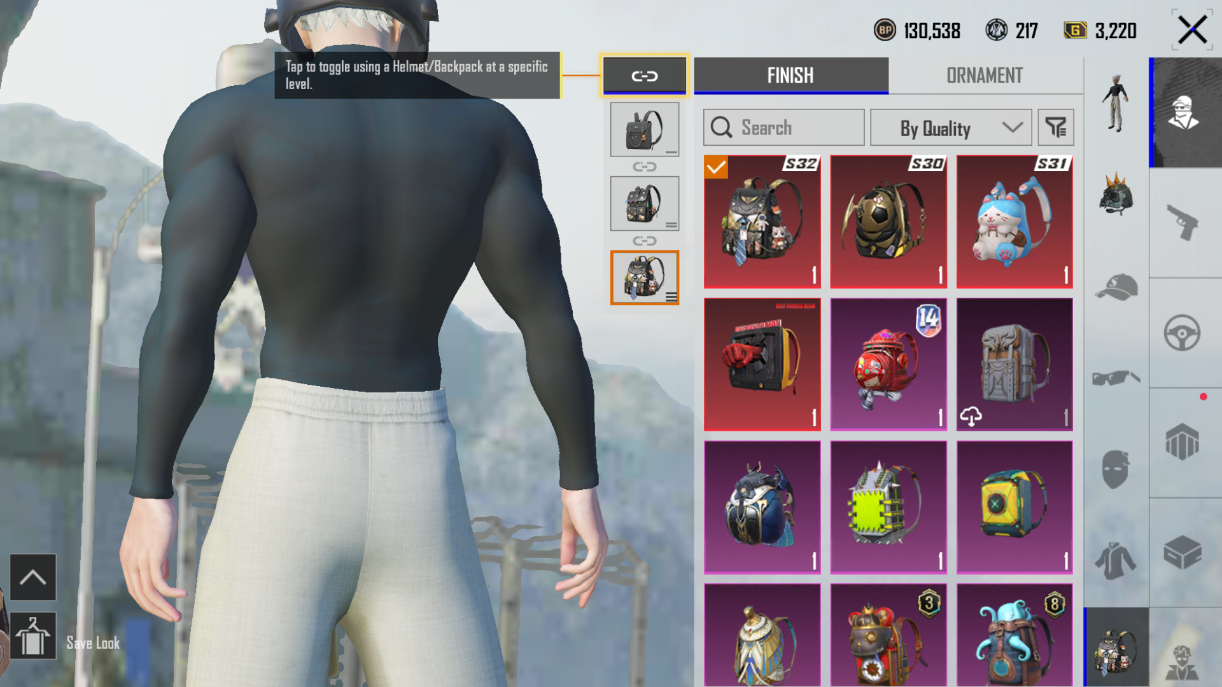 130,538
217
3,220
Tap to toggle using a Helmet/Backpack at a specific
level.
FINISH
ORNAMENT
Search
By Quality
S32
S30
S31
1
1
1
1
14
1
1
1
1
1
3
8
Save Look